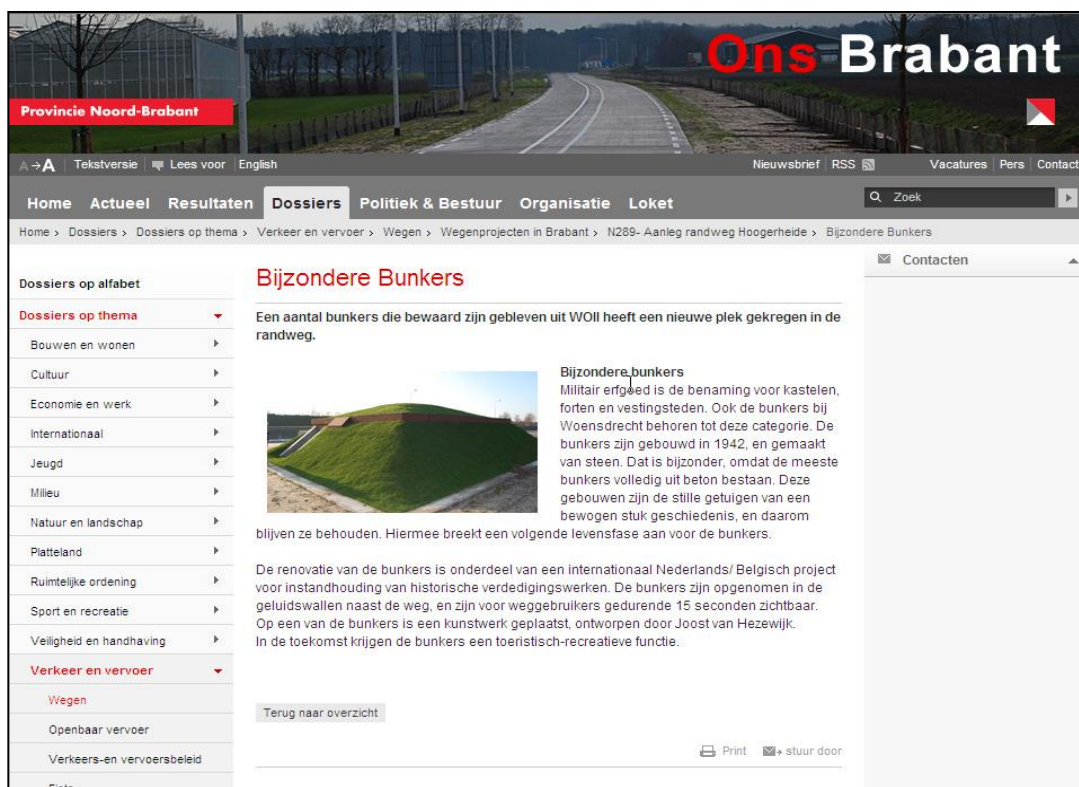 Ons Brabant
Provincie Noord-Brabant
A→A Tekstversie Lees voor English Nieuwsbrief RSS Vacatures Pers Contact
Home Actueel Resultaten Dossiers Politiek & Bestuur Organisatie Loket Zoek
Home > Dossiers > Dossiers op thema > Verkeer en vervoer > Wegen > Wegenprojecten in Brabant > N289- Aanleg randweg Hoogerheide > Bijzondere Bunkers
Contacten
Dossiers op alfabet
Dossiers op thema
Bouwen en wonen
Cultuur
Economie en werk
Internationaal
Jeugd
Milieu
Natuur en landschap
Platteland
Ruimtelijke ordening
Sport en recreatie
Veiligheid en handhaving
Verkeer en vervoer
Wegen
Openbaar vervoer
Verkeers-en vervoersbeleid
Bijzondere Bunkers
Een aantal bunkers die bewaard zijn gebleven uit WOII heeft een nieuwe plek gekregen in de
randweg.
Bijzondere bunkers
Militair erfgoed is de benaming voor kastelen,
forten en vestingsteden. Ook de bunkers bij
Woensdrecht behoren tot deze categorie. De
bunkers zijn gebouwd in 1942, en gemaakt
van steen. Dat is bijzonder, omdat de meeste
bunkers volledig uit beton bestaan. Deze
gebouwen zijn de stille getuigen van een
bewogen stuk geschiedenis, en daarom
blijven ze behouden. Hiermee breekt een volgende levensfase aan voor de bunkers.
De renovatie van de bunkers is onderdeel van een internationaal Nederlands/ Belgisch project
voor instandhouding van historische verdedigingswerken. De bunkers zijn opgenomen in de
geluidswallen naast de weg, en zijn voor weggebruikers gedurende 15 seconden zichtbaar.
Op een van de bunkers is een kunstwerk geplaatst, ontworpen door Joost van Hezewijk.
In de toekomst krijgen de bunkers een toeristisch-recreatieve functie.
Terug naar overzicht
Print stuur door